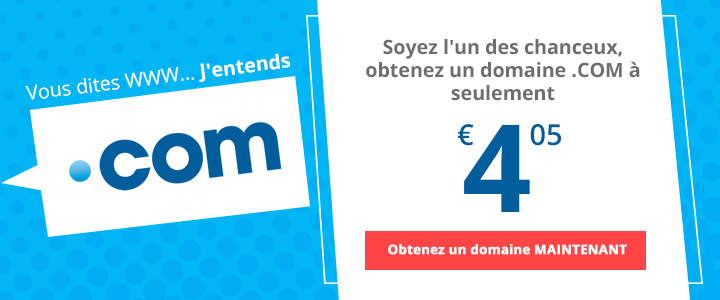 Vous dites WWW... J'entends
.com
Soyez l'un des chanceux,
obtenez un domaine .COM à
seulement
€ 4 05
Obtenez un domaine MAINTENANT